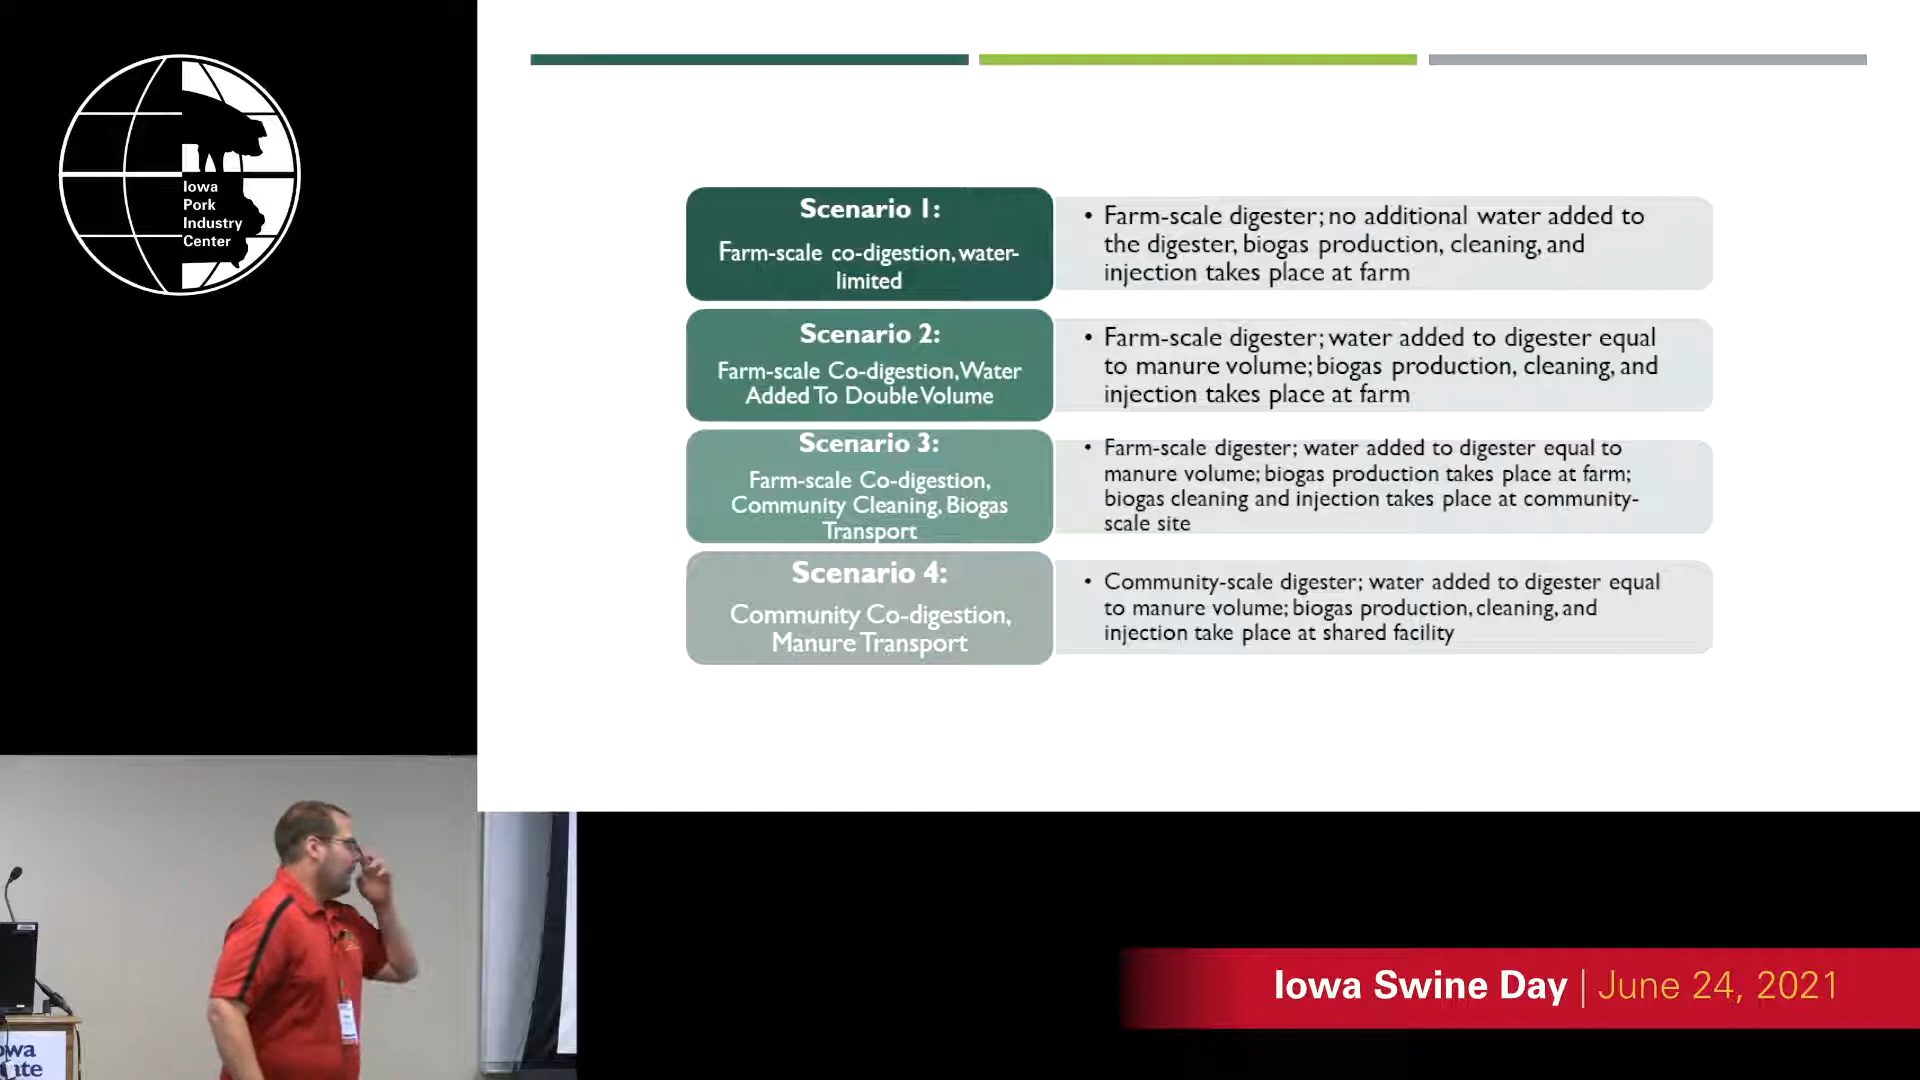 Iowa
Pork
Industry
Center
Scenario 1:
Farm-scale co-digestion, water-
limited
• Farm-scale digester; no additional water added to
the digester, biogas production, cleaning, and
injection takes place at farm
Scenario 2:
Farm-scale Co-digestion, Water
Added To Double Volume
• Farm-scale digester; water added to digester equal
to manure volume; biogas production, cleaning, and
injection takes place at farm
Scenario 3:
Farm-scale Co-digestion,
Community Cleaning, Biogas
Transport
• Farm-scale digester; water added to digester equal to
manure volume; biogas production takes place at farm;
biogas cleaning and injection takes place at community-
scale site
Scenario 4:
Community Co-digestion,
Manure Transport
• Community-scale digester; water added to digester equal
to manure volume; biogas production, cleaning, and
injection take place at shared facility
owa
ate
Iowa Swine Day | June 24, 2021